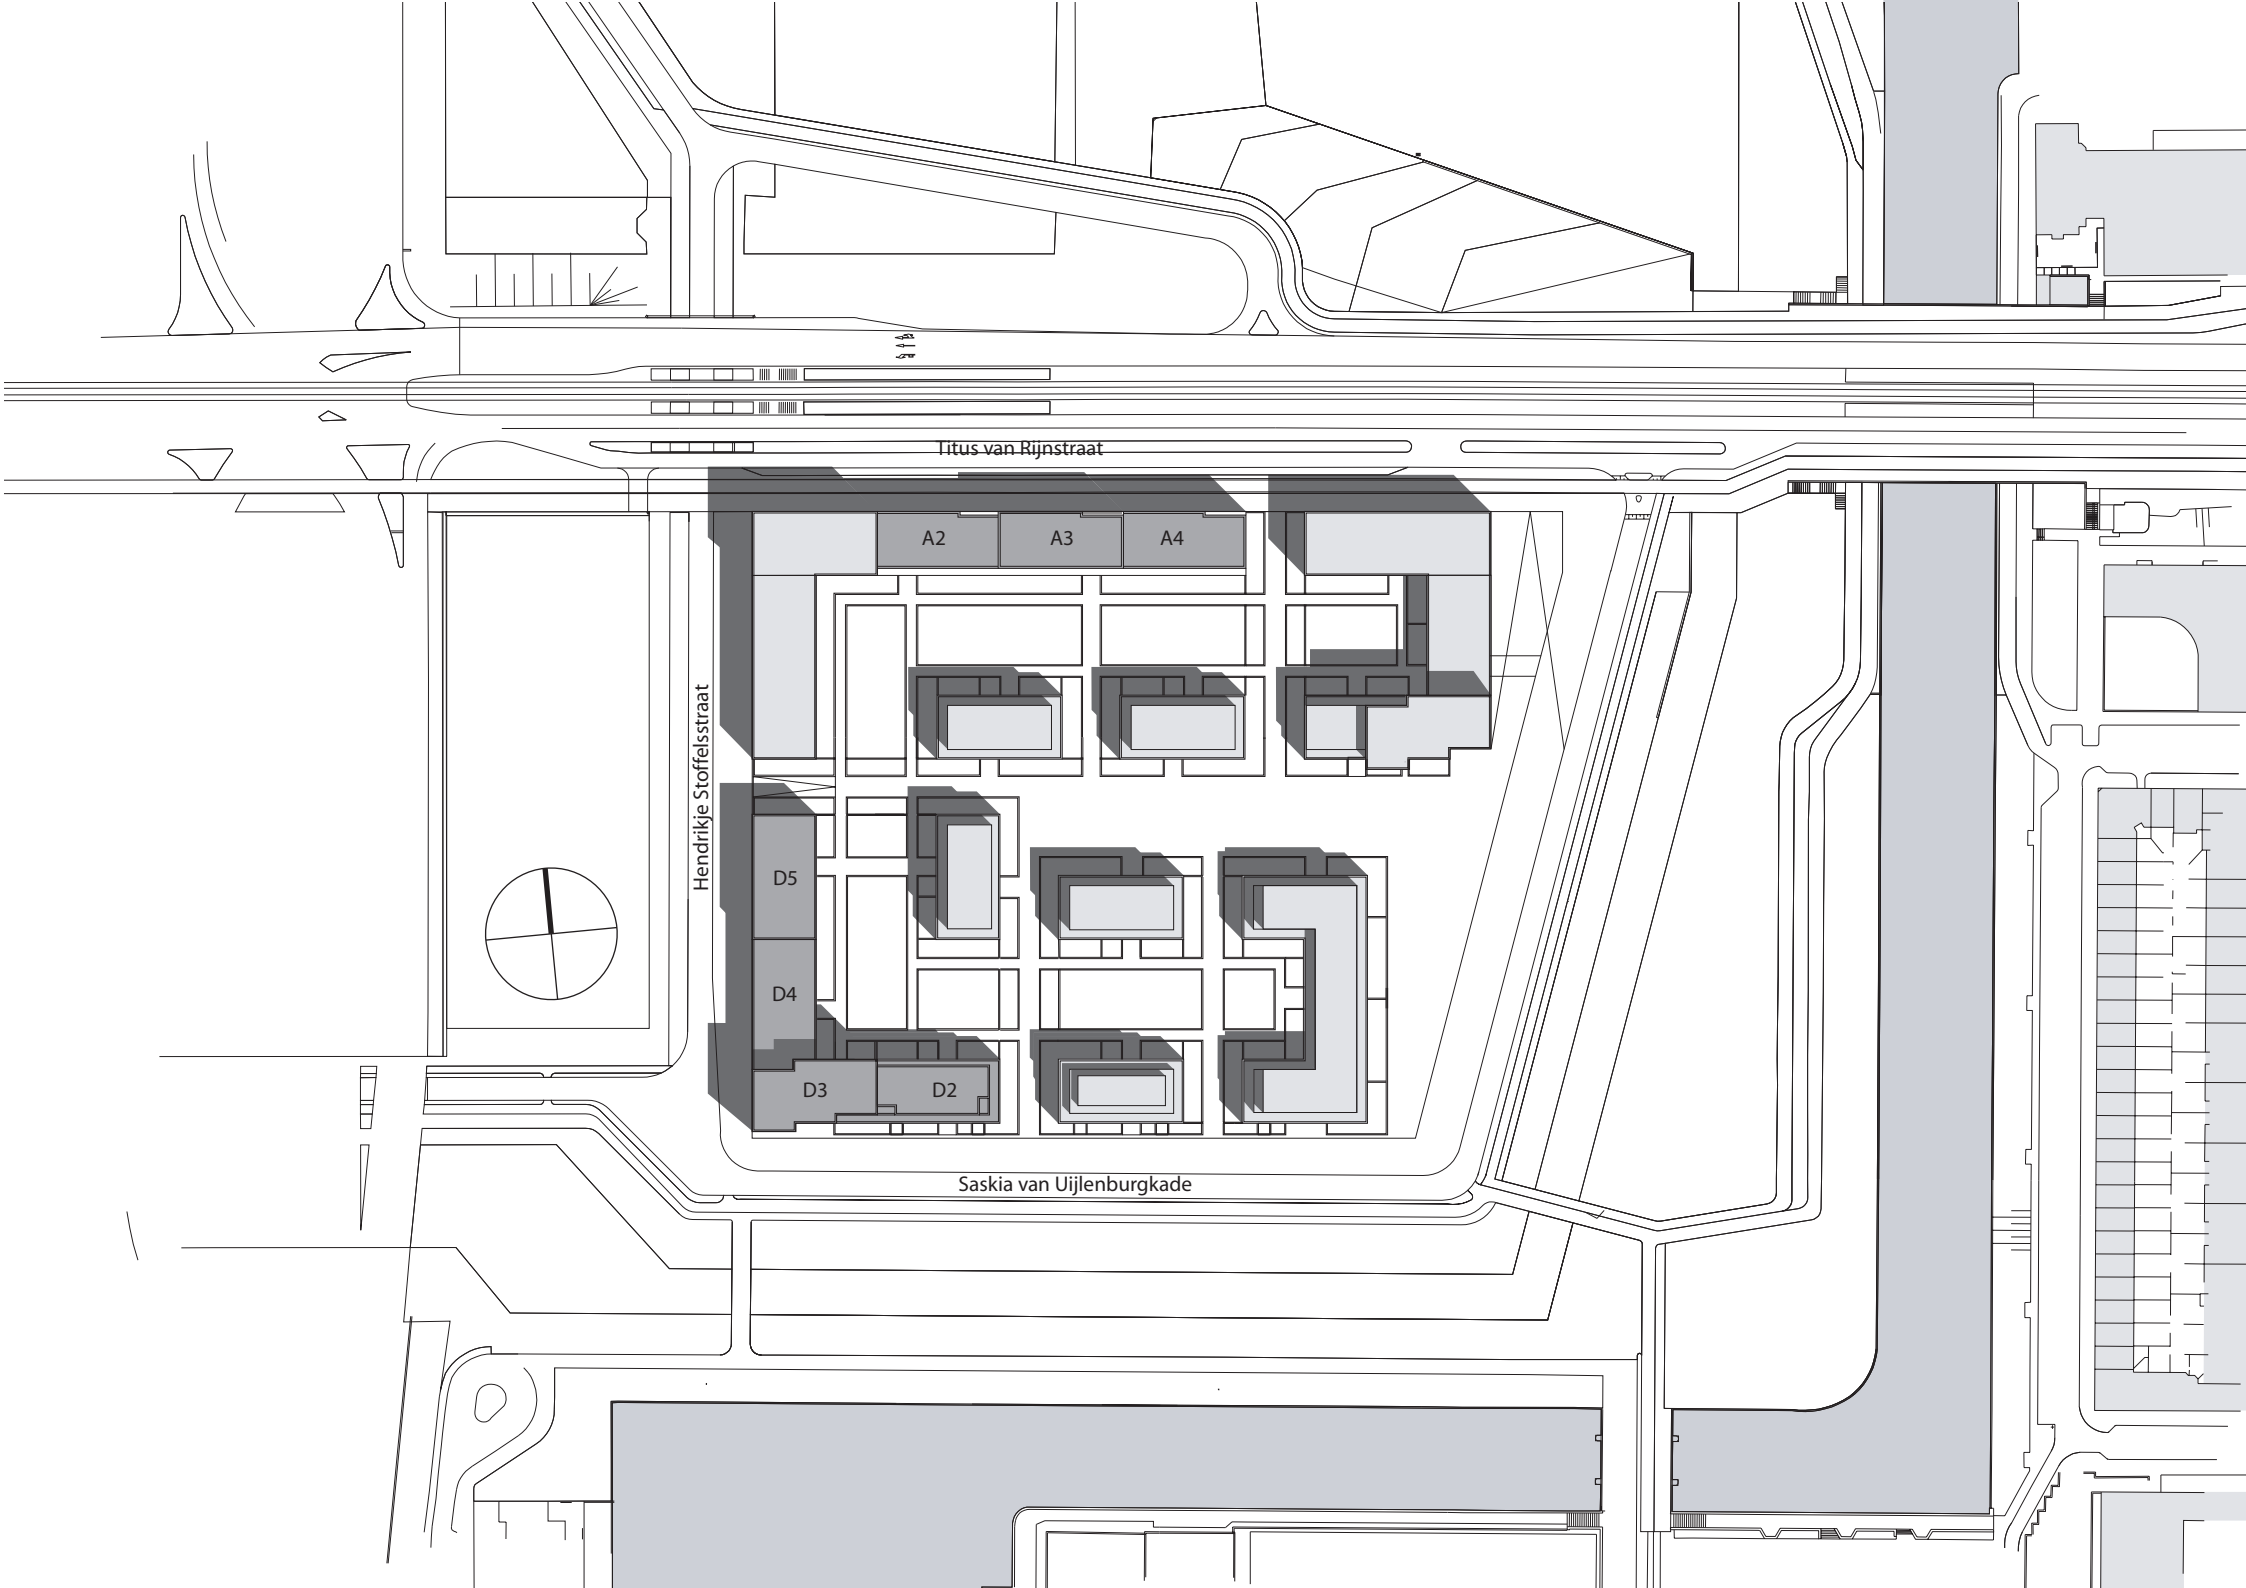 Titus van Rijnstraat
A2
A3
A4
Hendrikje Stoffelsstraat
D5
D4
D3
D2
Saskia van Uijlenburgkade